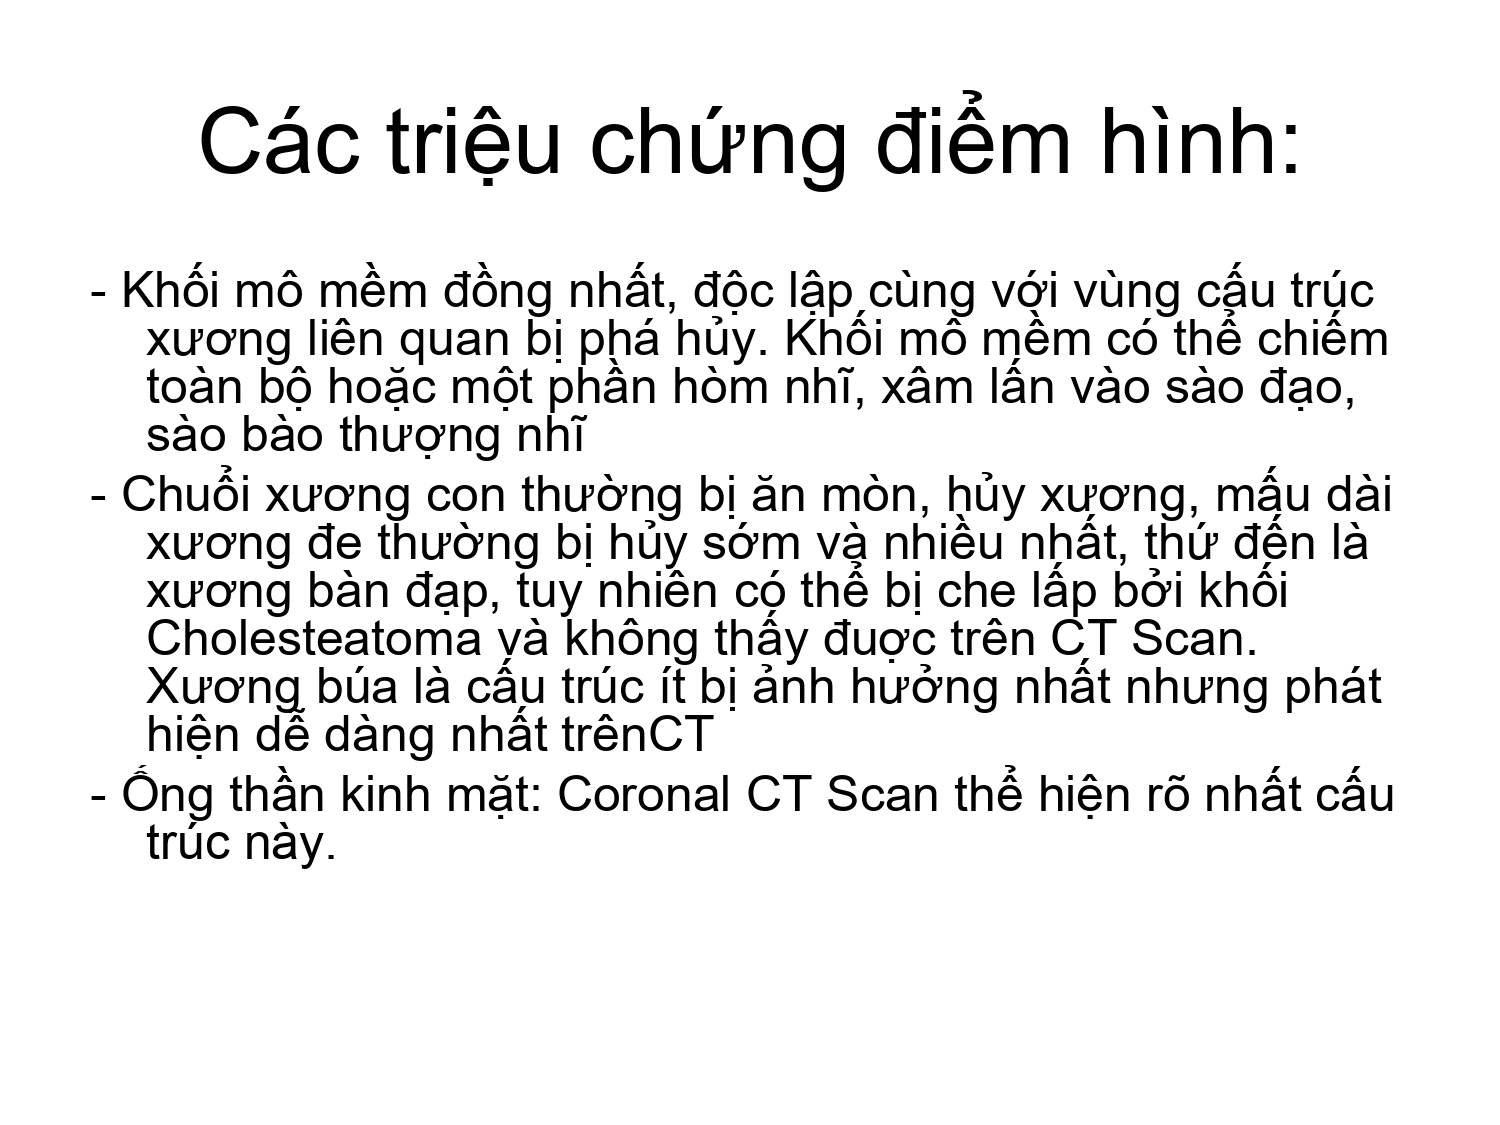 Các triệu chứng điểm hình:
- Khối mô mềm đồng nhất, độc lập cùng với vùng cấu trúc
xương liên quan bị phá hủy. Khối mô mềm có thể chiếm
toàn bộ hoặc một phần hòm nhĩ, xâm lấn vào sào đạo,
sào bào thượng nhĩ
- Chuổi xương con thường bị ăn mòn, hủy xương, mấu dài
xương đe thường bị hủy sớm và nhiều nhất, thứ đến là
xương bàn đạp, tuy nhiên có thể bị che lấp bởi khối
Cholesteatoma và không thấy đuợc trên CT Scan.
Xương búa là cấu trúc ít bị ảnh hưởng nhất nhưng phát
hiện dễ dàng nhất trênCT
- Ống thần kinh mặt: Coronal CT Scan thể hiện rõ nhất cấu
trúc này.